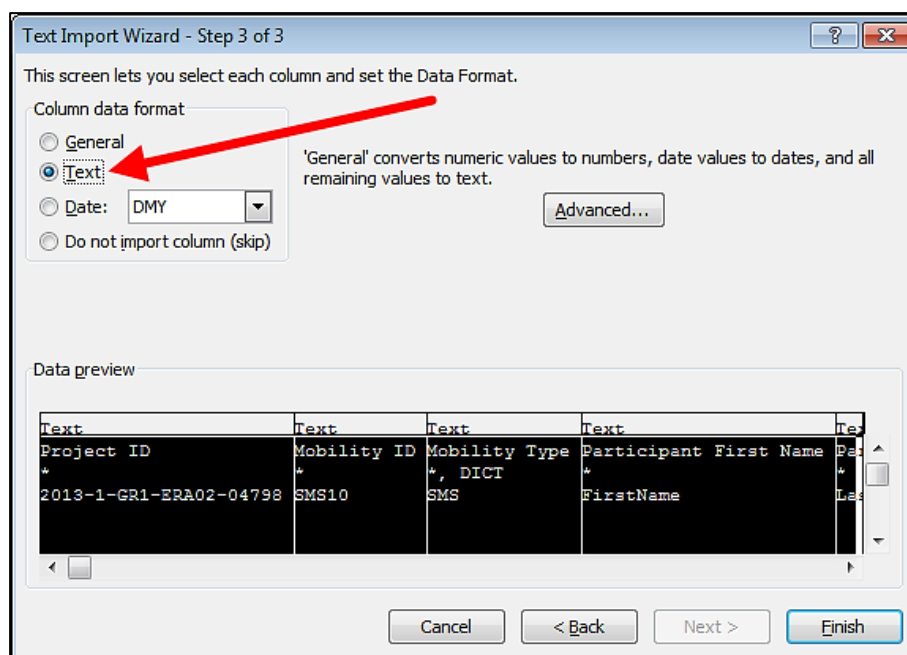 Text Import Wizard - Step 3 of 3
This screen lets you select each column and set the Data Format.
Column data format
General
Text
Date: DMY
Do not import column (skip)
'General' converts numeric values to numbers, date values to dates, and all
remaining values to text.
Advanced...
Data preview
Text Text Text Text Tex
Project ID Mobility ID Mobility Type Participant First Name Par
* * *, DICT * *
2013-1-GR1-ERA02-04798 SMS10 SMS FirstName Las
Cancel < Back Next > Finish